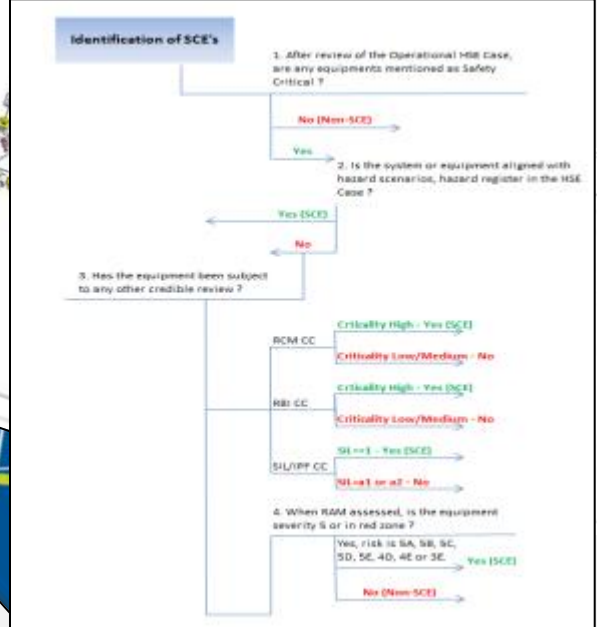 Identification of SCE's
1. After review of the Operational HSE Case,
are any equipments mentioned as Safety
Critical ?
No (Non-SCE)
Yes
2. Is the system or equipment aligned with
hazard scenarios, hazard register in the HSE
Case ?
Yes (SCE)
No
3. Has the equipment been subject
to any other credible review ?
RCM CC
Criticality High - Yes (SCE)
Criticality Low/Medium - No
RBI CC
Criticality High - Yes (SCE)
Criticality Low/Medium - No
SIL/IPF CC
- Yes (SCE)
SIL=a1 or a2 - No
4. When RAM assessed, is the equipment
severity 5 or in red zone ?
Yes, risk is 5A, 5B, 5C,
5D, 5E, 4D, 4E or 3E.
Yes (SCE)
No (Non-SCE)